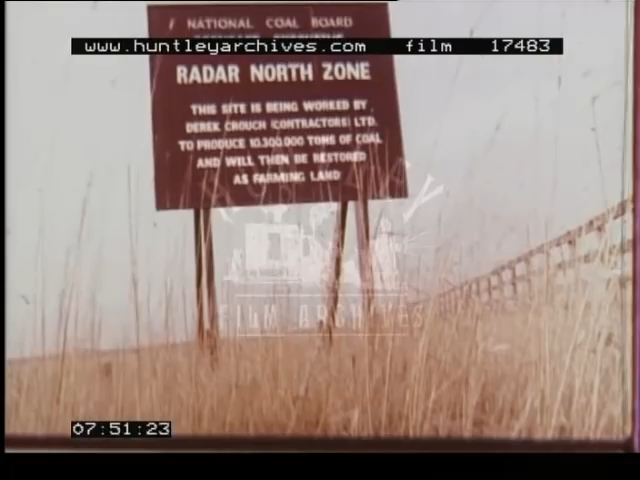 NATIONAL COAL BOARD
www.huntleyarchives.com film 17483
RADAR NORTH ZONE
THIS SITE IS BEING WORKED BY
DEREK CROUCH (CONTRACTORS) LTD.
TO PRODUCE 10,300,000 TONS OF COAL
AND WILL THEN BE RESTORED
AS FARMING LAND
FILM ARCHIVES
07:51:23